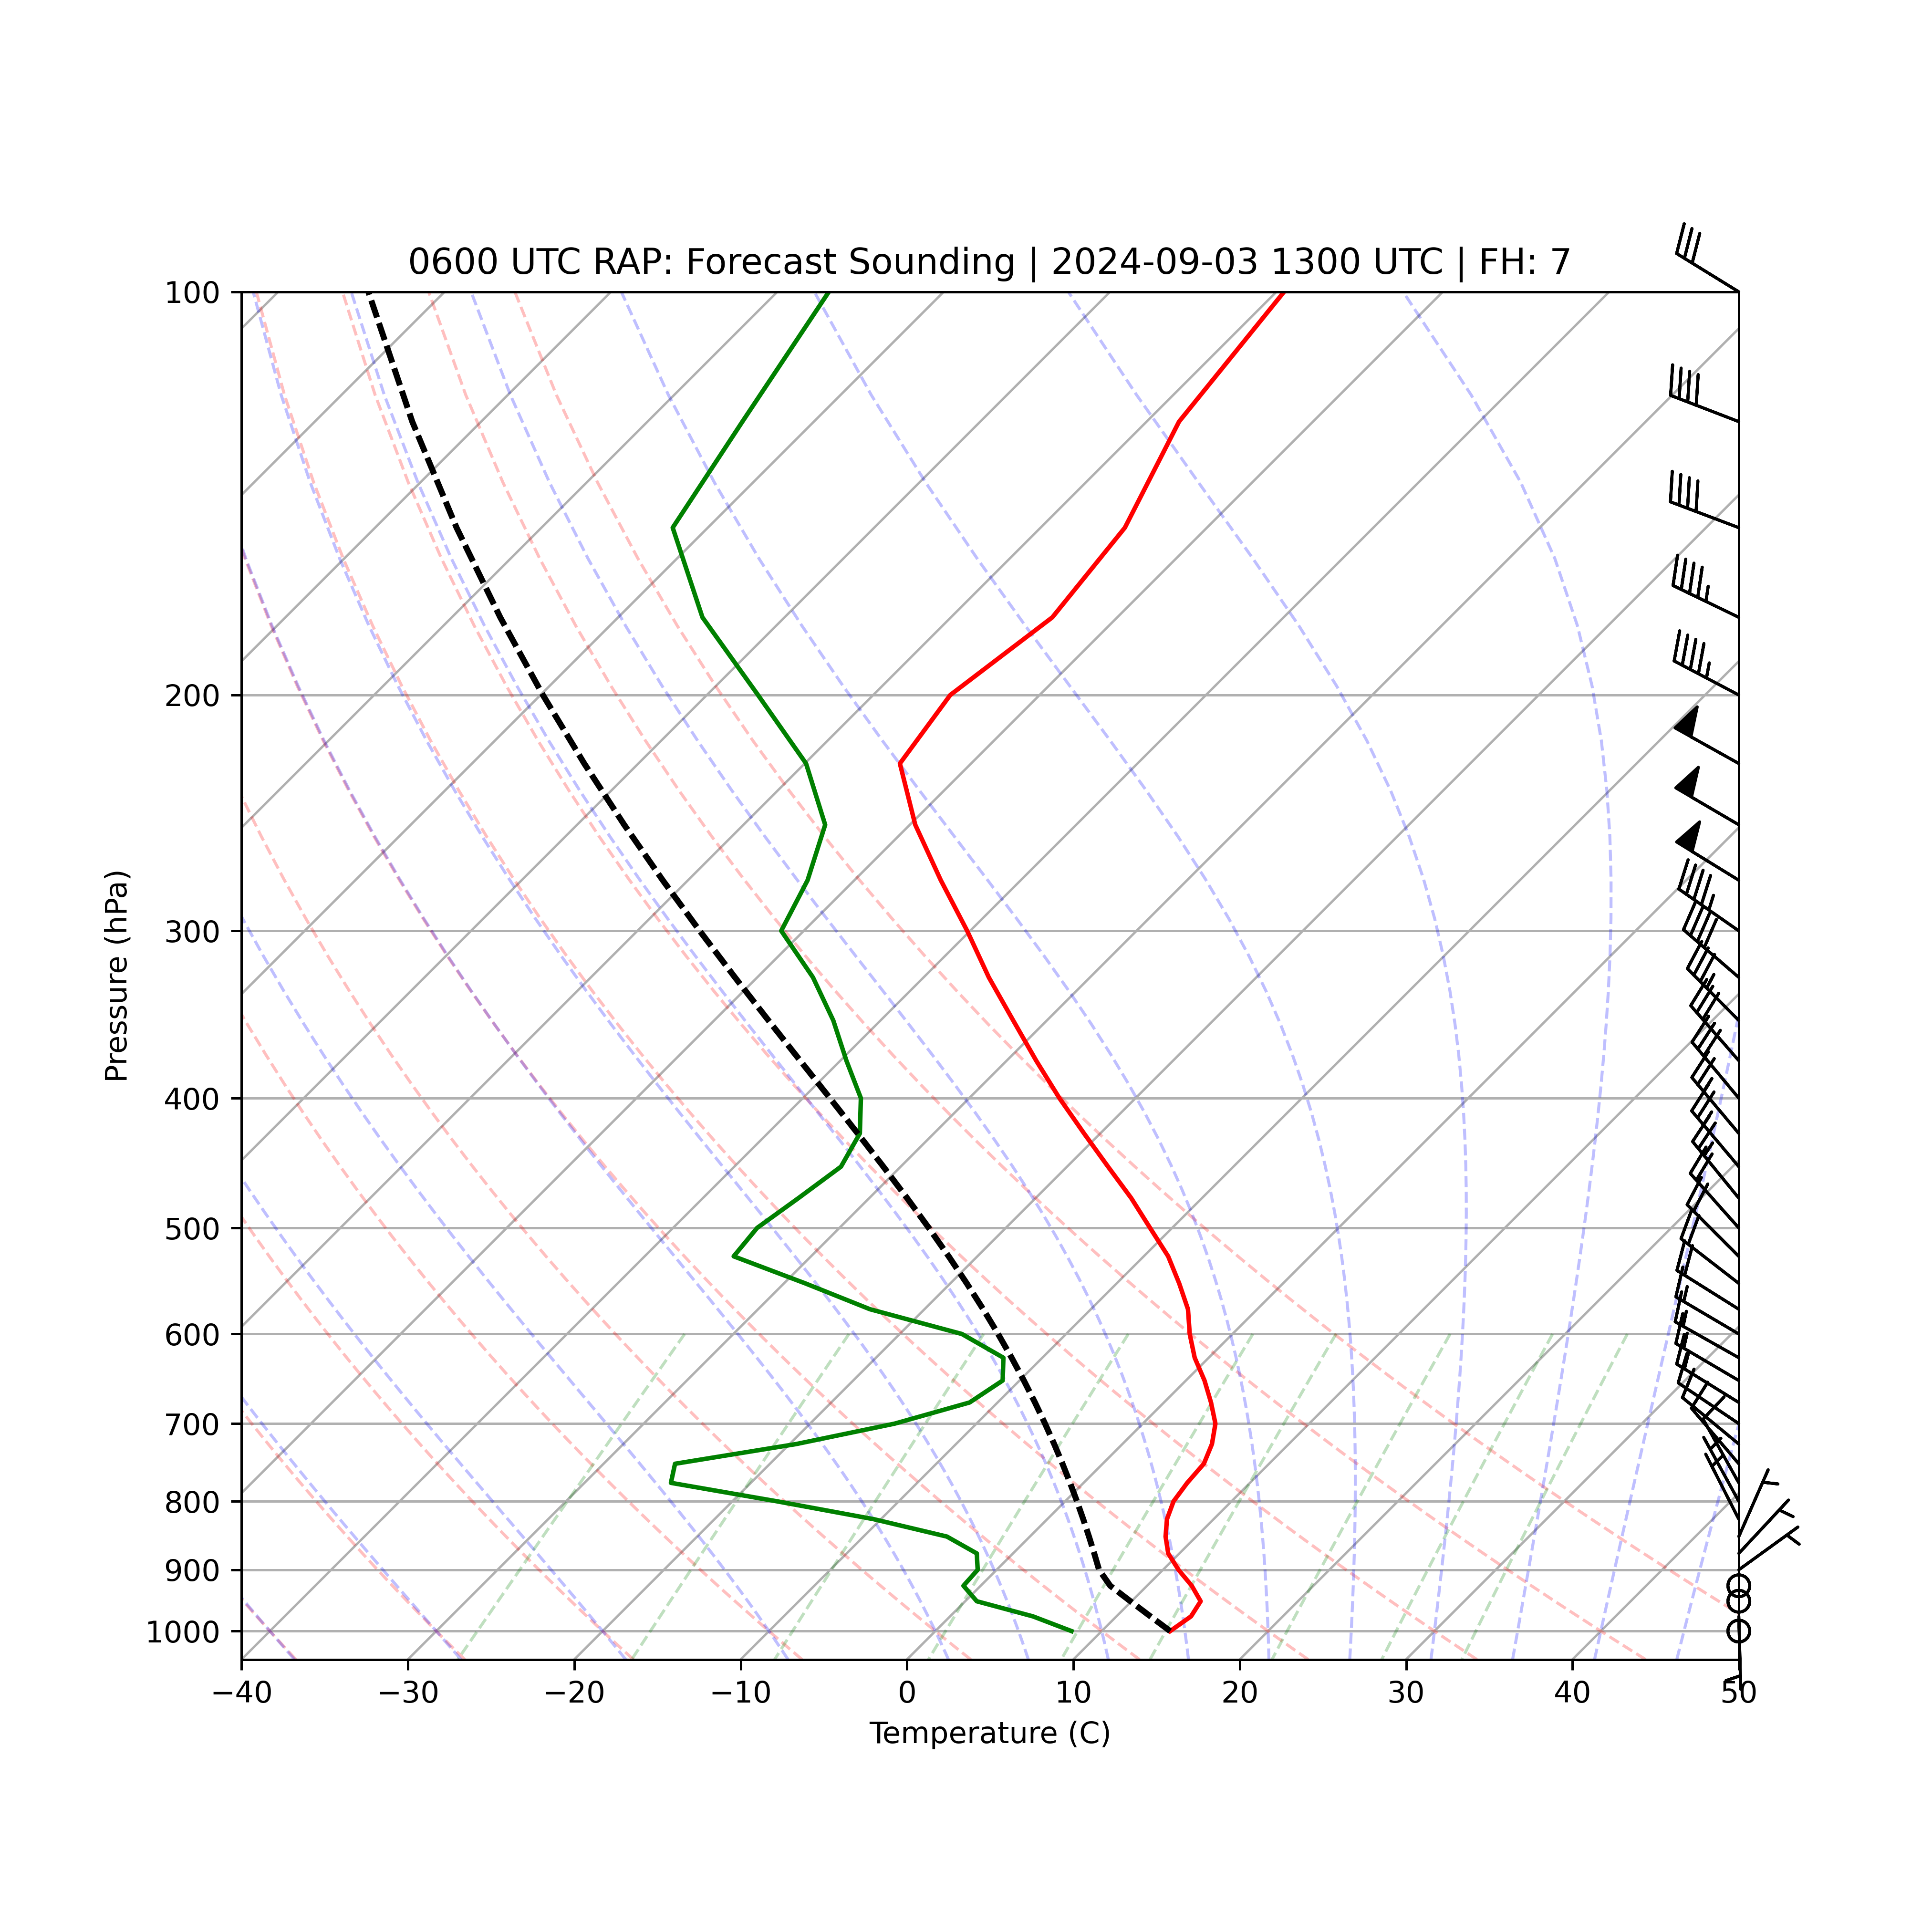 0600 UTC RAP: Forecast Sounding | 2024-09-03 1300 UTC | FH: 7
100
200
300
400
500
600
700
800
900
1000
Pressure (hPa)
−40 −30 −20 −10 0 10 20 30 40 50
Temperature (C)